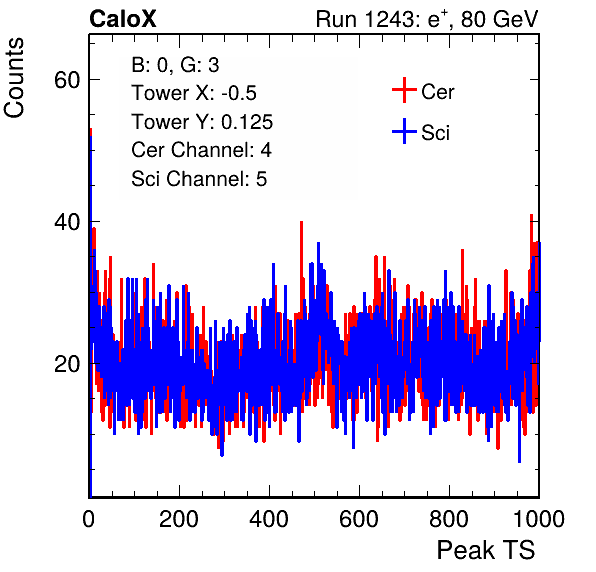 CaloX Run 1243: e⁺, 80 GeV
Counts
B: 0, G: 3
Tower X: -0.5
Tower Y: 0.125
Cer Channel: 4
Sci Channel: 5
Cer
Sci
60
40
20
0 200 400 600 800 1000
Peak TS